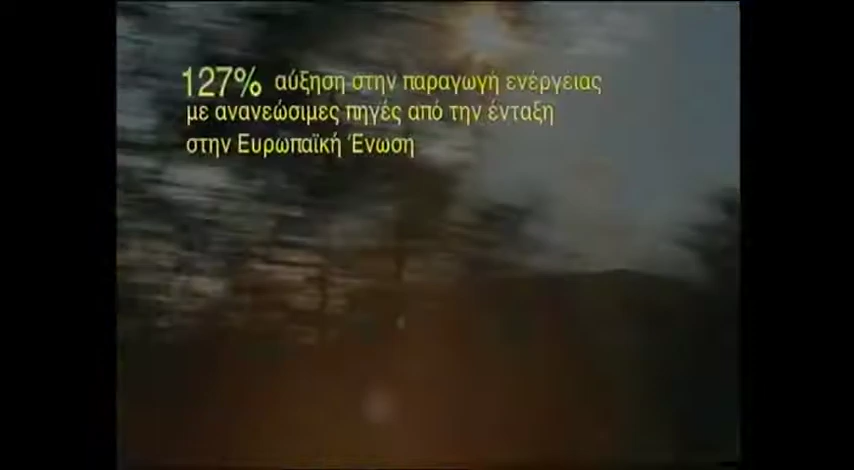 127% αύξηση στην παραγωγή ενέργειας
με ανανεώσιμες πηγές από την ένταξη
στην Ευρωπαϊκή Ένωση